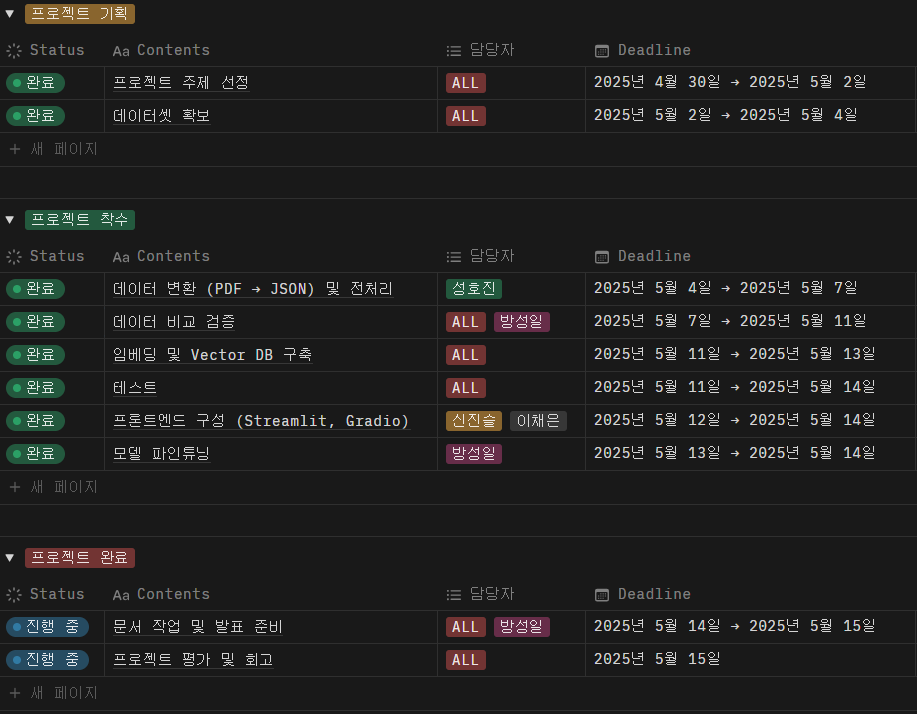 프로젝트 기획
Status Aa Contents 담당자 Deadline
완료 프로젝트 주제 선정 ALL 2025년 4월 30일 → 2025년 5월 2일
완료 데이터셋 확보 ALL 2025년 5월 2일 → 2025년 5월 4일
+ 새 페이지
프로젝트 착수
Status Aa Contents 담당자 Deadline
완료 데이터 변환 (PDF → JSON) 및 전처리 성호진 2025년 5월 4일 → 2025년 5월 7일
완료 데이터 비교 검증 ALL 방성일 2025년 5월 7일 → 2025년 5월 11일
완료 임베딩 및 Vector DB 구축 ALL 2025년 5월 11일 → 2025년 5월 13일
완료 테스트 ALL 2025년 5월 11일 → 2025년 5월 14일
완료 프론트엔드 구성 (Streamlit, Gradio) 신진슬 이채은 2025년 5월 12일 → 2025년 5월 14일
완료 모델 파인튜닝 방성일 2025년 5월 13일 → 2025년 5월 14일
+ 새 페이지
프로젝트 완료
Status Aa Contents 담당자 Deadline
진행 중 문서 작업 및 발표 준비 ALL 방성일 2025년 5월 14일 → 2025년 5월 15일
진행 중 프로젝트 평가 및 회고 ALL 2025년 5월 15일
+ 새 페이지